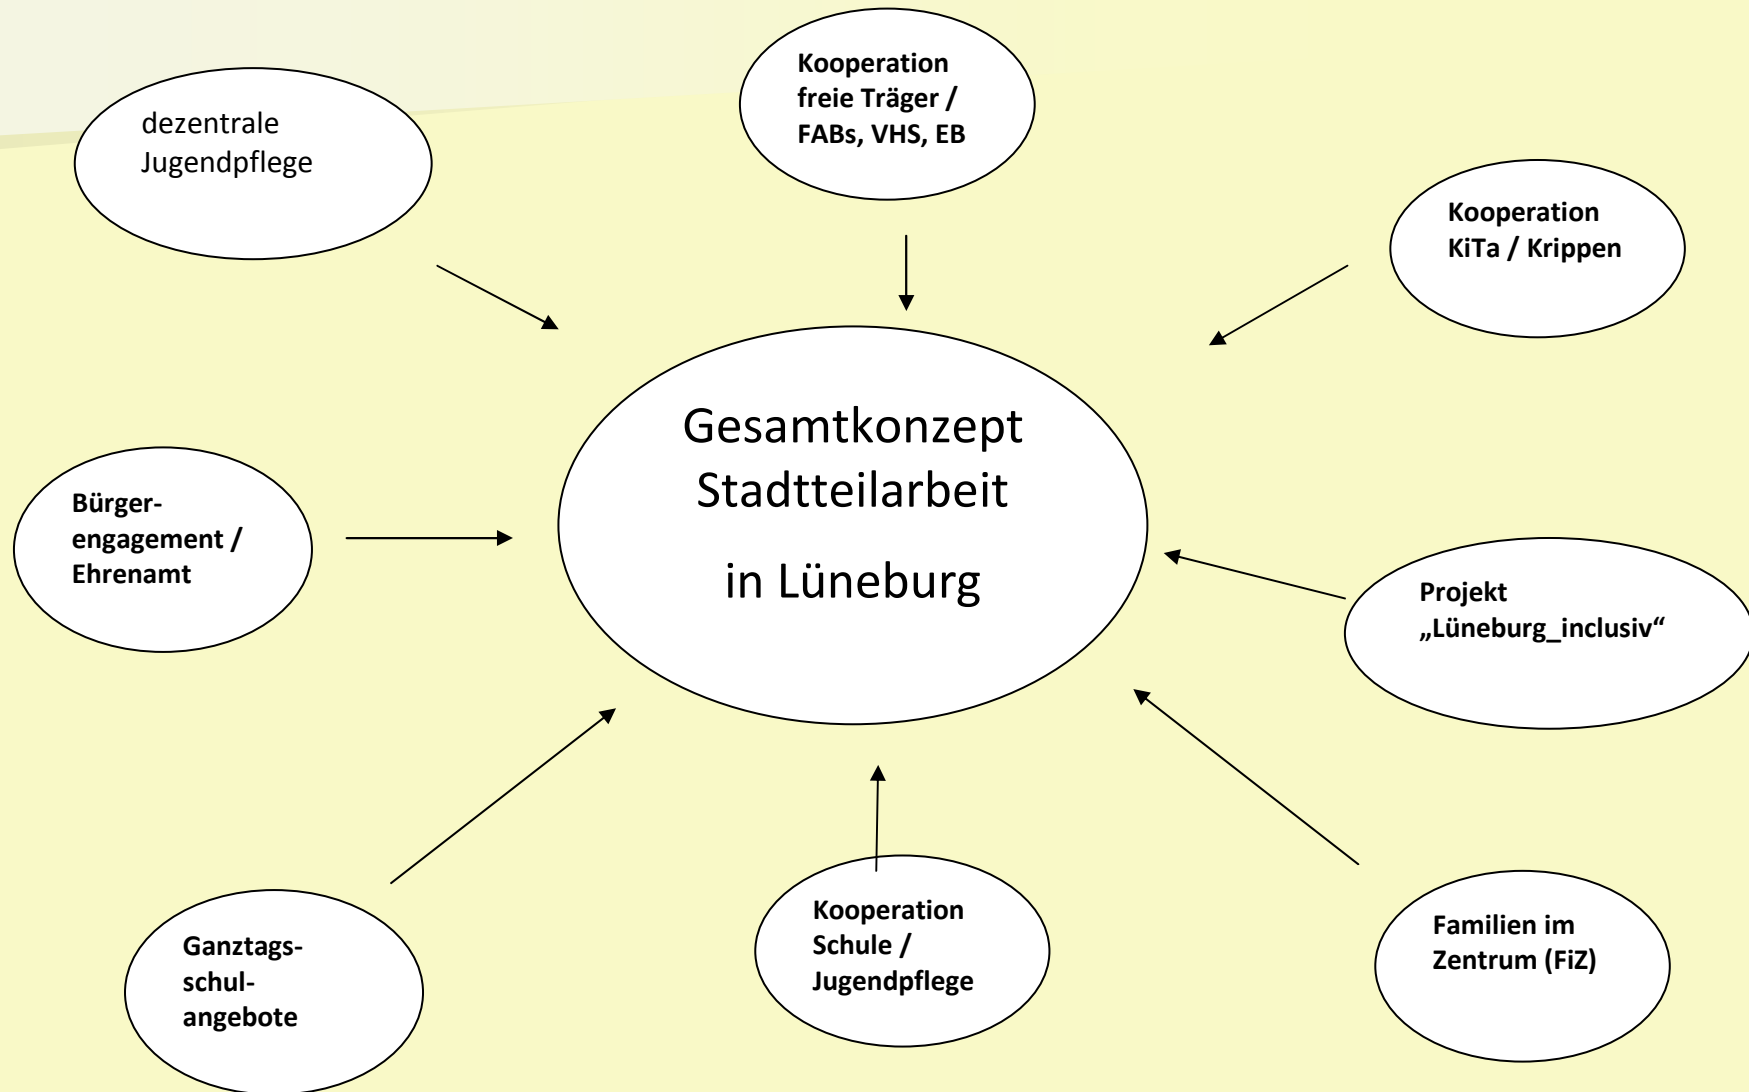 Kooperation
freie Träger /
FABs, VHS, EB
dezentrale
Jugendpflege
Kooperation
KiTa / Krippen
Gesamtkonzept
Stadtteilarbeit
in Lüneburg
Bürger-
engagement /
Ehrenamt
Projekt
„Lüneburg_inclusiv“
Ganztags-
schul-
angebote
Kooperation
Schule /
Jugendpflege
Familien im
Zentrum (FiZ)